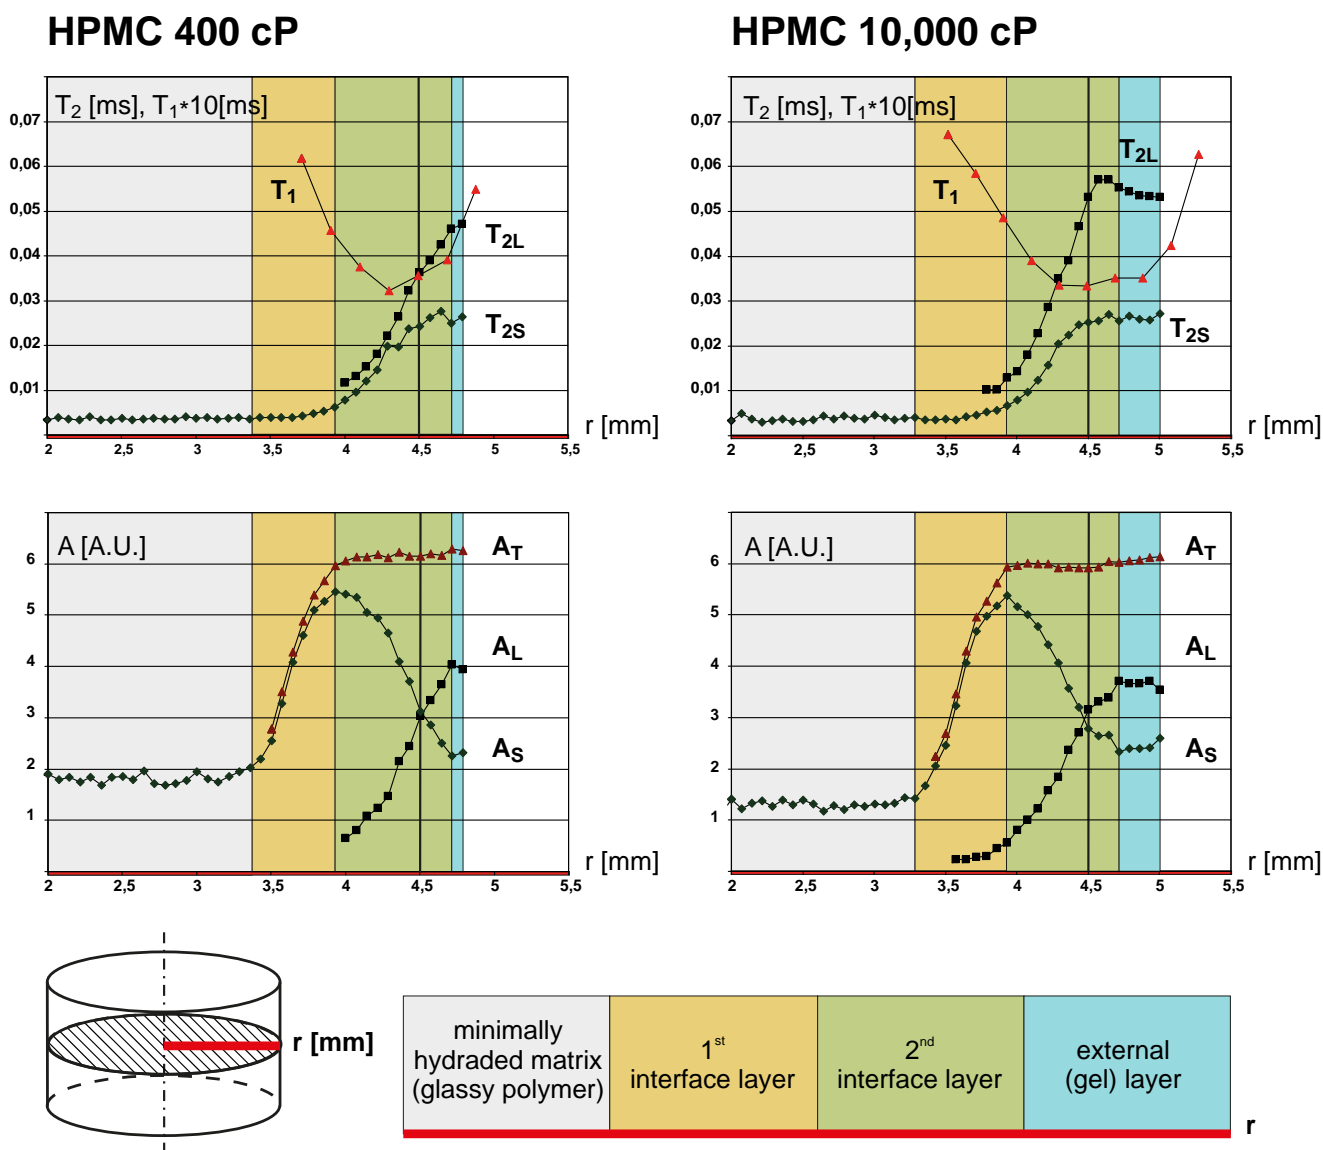 HPMC 400 cP
HPMC 10,000 cP
T2 [ms], T1*10[ms]
0,07
0,06
0,05
0,04
0,03
0,02
0,01
T1
T2L
T2S
r [mm]
2 2,5 3 3,5 4 4,5 5 5,5
T2 [ms], T1*10[ms]
0,07
0,06
0,05
0,04
0,03
0,02
0,01
T2L
T1
T2S
r [mm]
2 2,5 3 3,5 4 4,5 5 5,5
A [A.U.]
6
5
4
3
2
1
AT
AL
AS
r [mm]
2 2,5 3 3,5 4 4,5 5 5,5
A [A.U.]
6
5
4
3
2
1
AT
AL
AS
r [mm]
2 2,5 3 3,5 4 4,5 5 5,5
r [mm]
minimally
hydraded matrix
(glassy polymer)
1st
interface layer
2nd
interface layer
external
(gel) layer
r